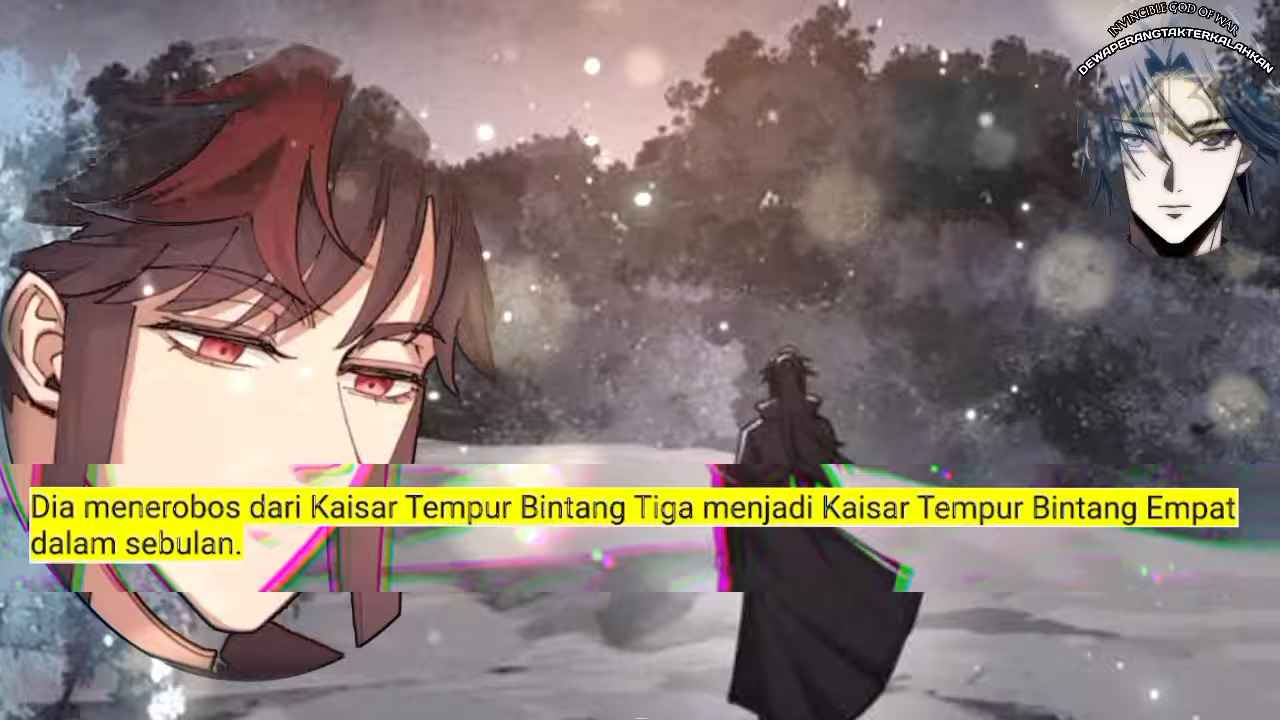 INVINCIBLE GOD OF WAR
DEWAPERANGTAKTERKALAHKAN
Dia menerobos dari Kaisar Tempur Bintang Tiga menjadi Kaisar Tempur Bintang Empat
dalam sebulan.